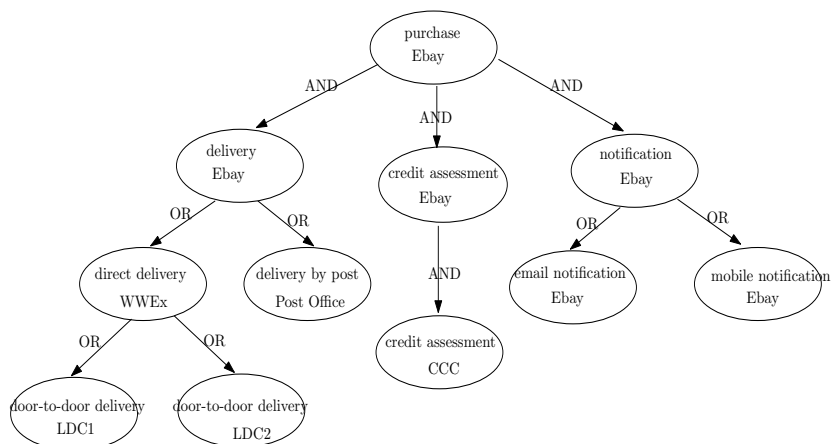 purchase
Ebay
AND
AND
AND
delivery
Ebay
credit assessment
Ebay
notification
Ebay
OR
OR
OR
OR
direct delivery
WWEx
delivery by post
Post Office
AND
email notification
Ebay
mobile notification
Ebay
OR
OR
credit assessment
CCC
door-to-door delivery
LDC1
door-to-door delivery
LDC2